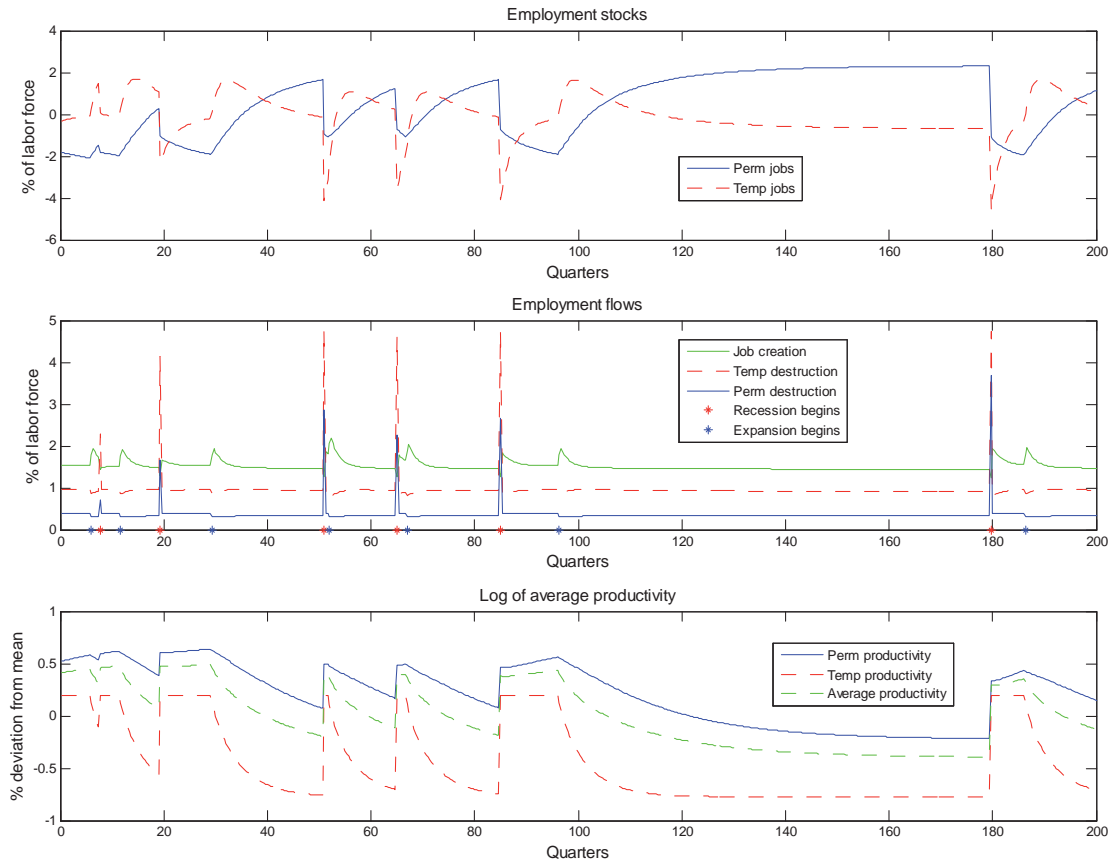 Employment stocks
% of labor force
4
2
0
-2
-4
-6
Perm jobs
Temp jobs
0 20 40 60 80 100 120 140 160 180 200
Quarters
Employment flows
% of labor force
5
4
3
2
1
0
Job creation
Temp destruction
Perm destruction
Recession begins
Expansion begins
0 20 40 60 80 100 120 140 160 180 200
Quarters
Log of average productivity
% deviation from mean
1
0.5
0
-0.5
-1
Perm productivity
Temp productivity
Average productivity
0 20 40 60 80 100 120 140 160 180 200
Quarters